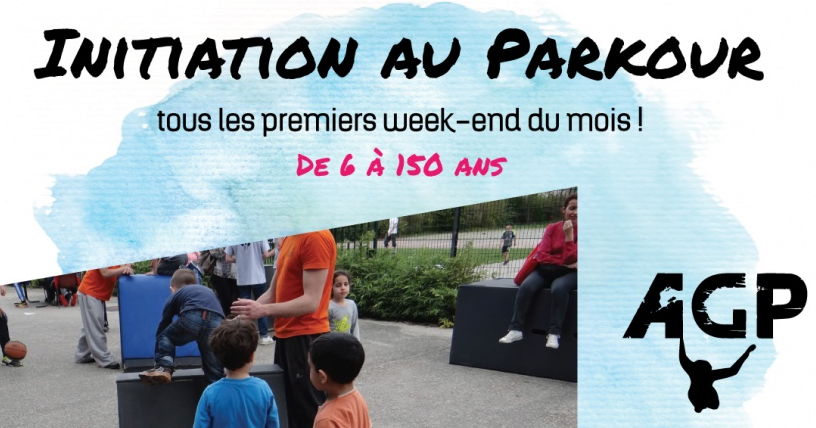 INITIATION AU PARKOUR
tous les premiers week-end du mois !
DE 6 À 150 ANS
AGP